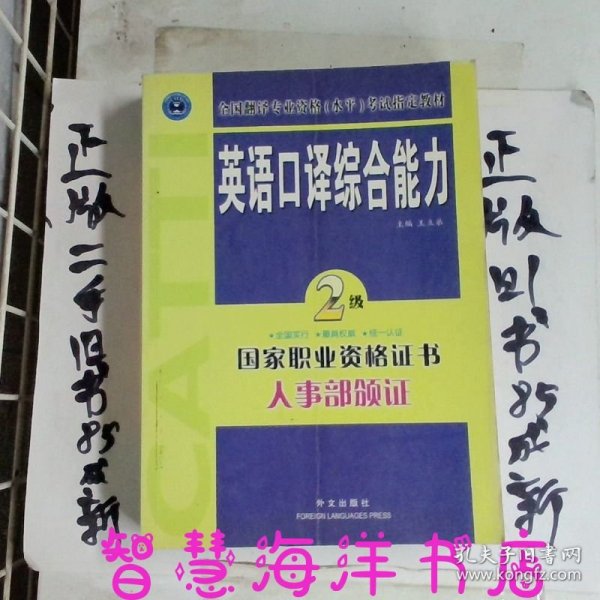 全国翻译专业资格(水平)考试指定教材
英语口译综合能力
主编 王立弟
CATTI
2级
★全国实行 ★最具权威 ★统一认证
国家职业资格证书
人事部颁证
外文出版社
FOREIGN LANGUAGES PRESS
正版二手旧书85成新
正版旧书85成新
智慧海洋书店
孔夫子旧书网
www.kongfz.com